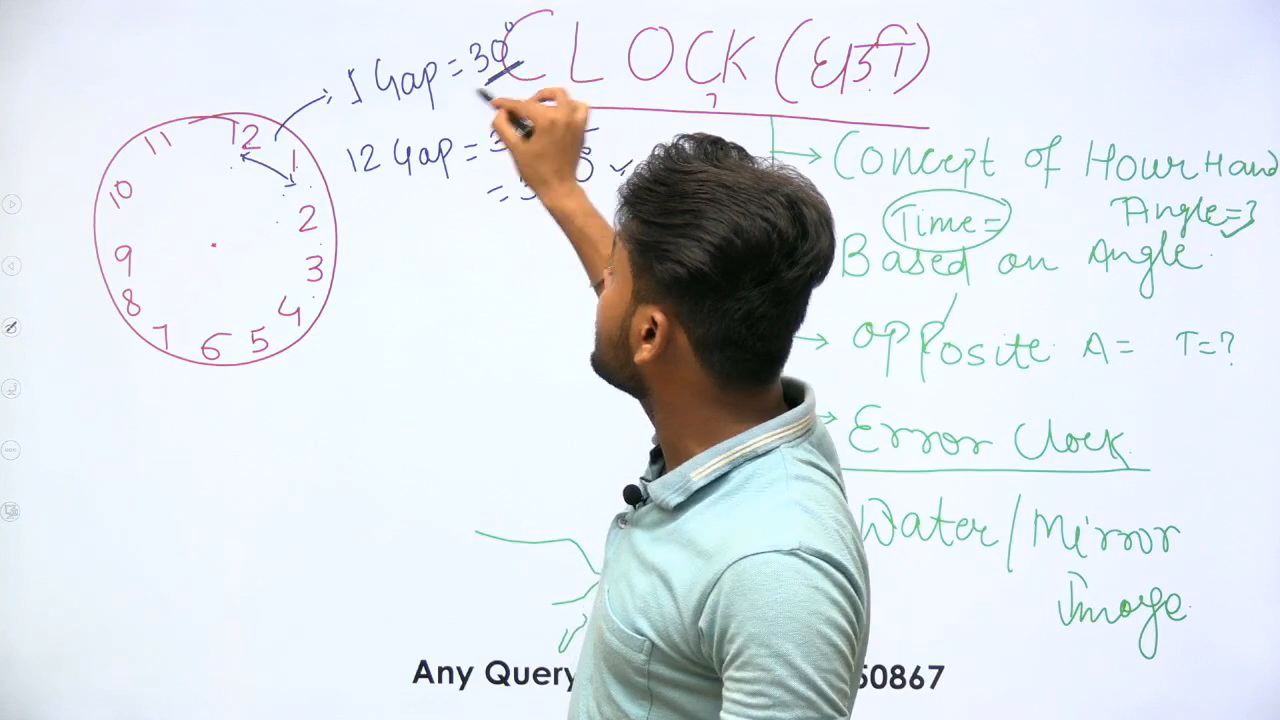 CLOCK (घड़ी)
1 Gap = 30°
12 Gap = 3
=
12
1
2
3
4
5
6
7
8
9
10
11
Concept of Hour Hand
Time =
Angle = ?
Based on Angle
Opposite A = T = ?
Error Clock
Water / Mirror
Image
Any Query
50867